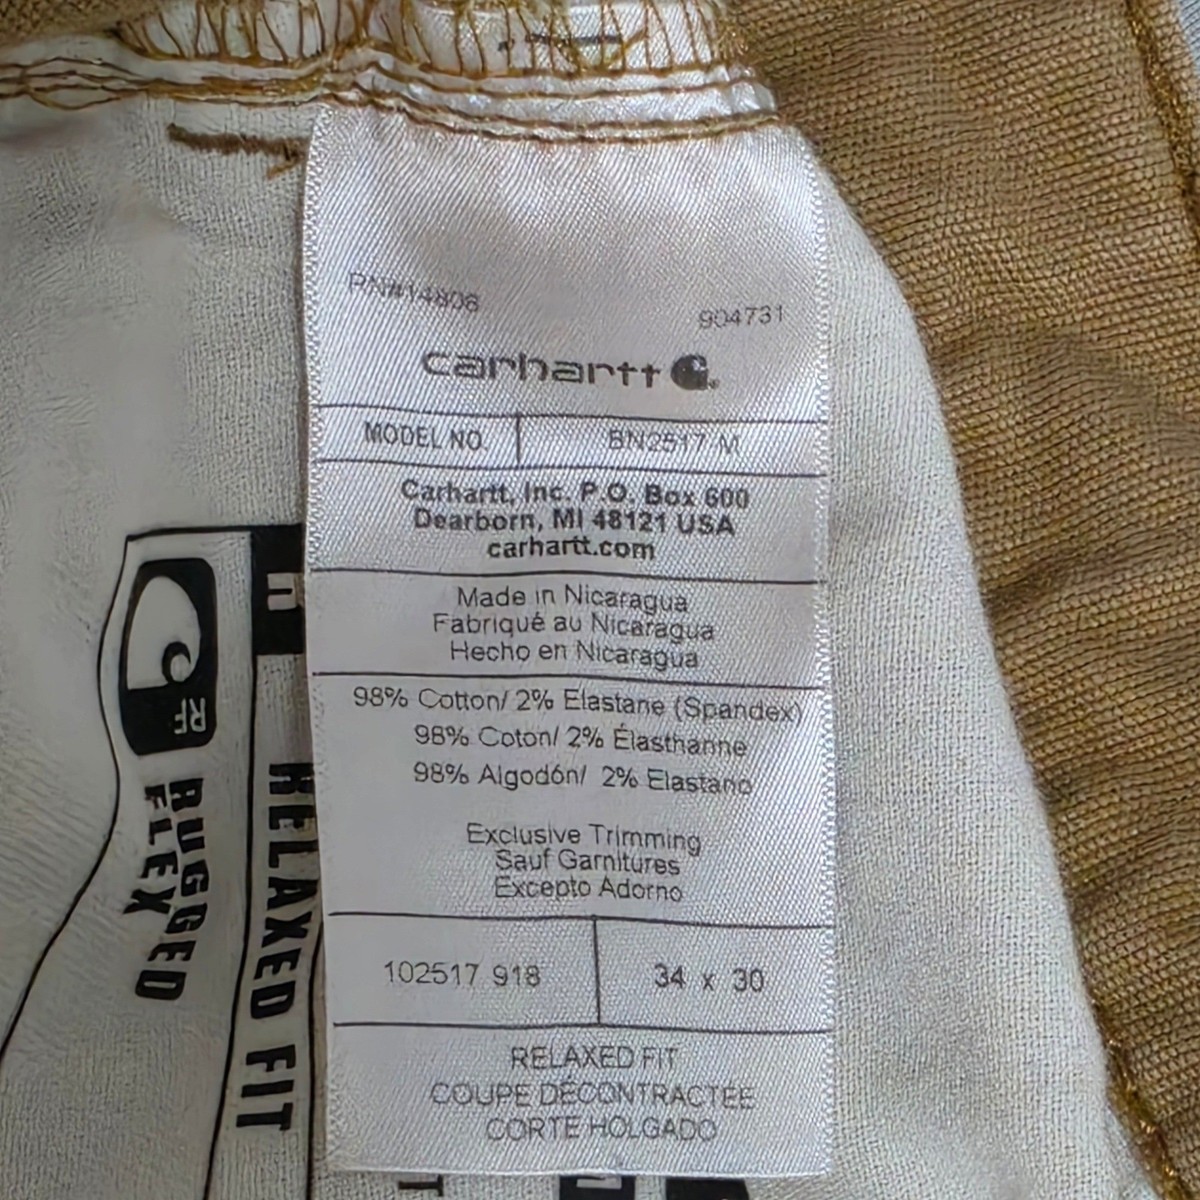 RN#14806
904731
carhartt
MODEL NO. BN2517-M
Carhartt, Inc. P.O. Box 600
Dearborn, MI 48121 USA
carhartt.com
Made in Nicaragua
Fabriqué au Nicaragua
Hecho en Nicaragua
98% Cotton/ 2% Elastane (Spandex)
98% Coton/ 2% Élasthanne
98% Algodón/ 2% Elastano
Exclusive Trimming
Sauf Garnitures
Excepto Adorno
102517 918 34 x 30
RELAXED FIT
COUPE DÉCONTRACTÉE
CORTE HOLGADO
RF
RUGGED
FLEX
RELAXED FIT